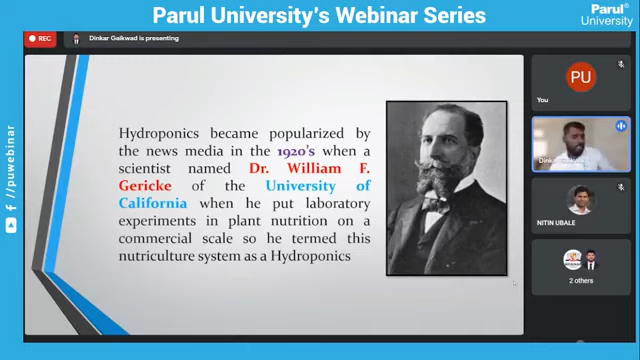 Parul University's Webinar Series
Parul®
University
REC
Dinkar Gaikwad is presenting
Hydroponics became popularized by
the news media in the 1920's when a
scientist named Dr. William F.
Gericke of the University of
California when he put laboratory
experiments in plant nutrition on a
commercial scale so he termed this
nutriculture system as a Hydroponics
PU
You
NITIN UBALE
2 others
/puwebinar